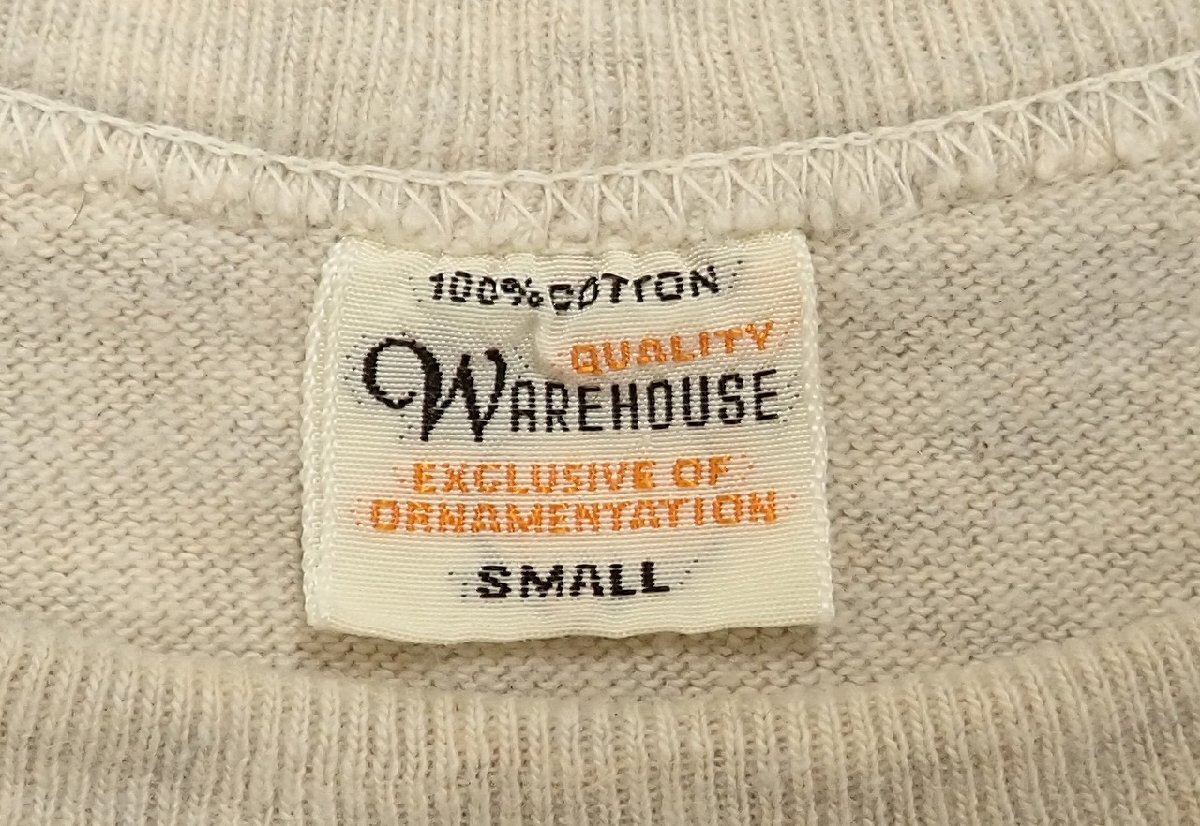 100% COTTON
QUALITY
WAREHOUSE
EXCLUSIVE OF
ORNAMENTATION
SMALL